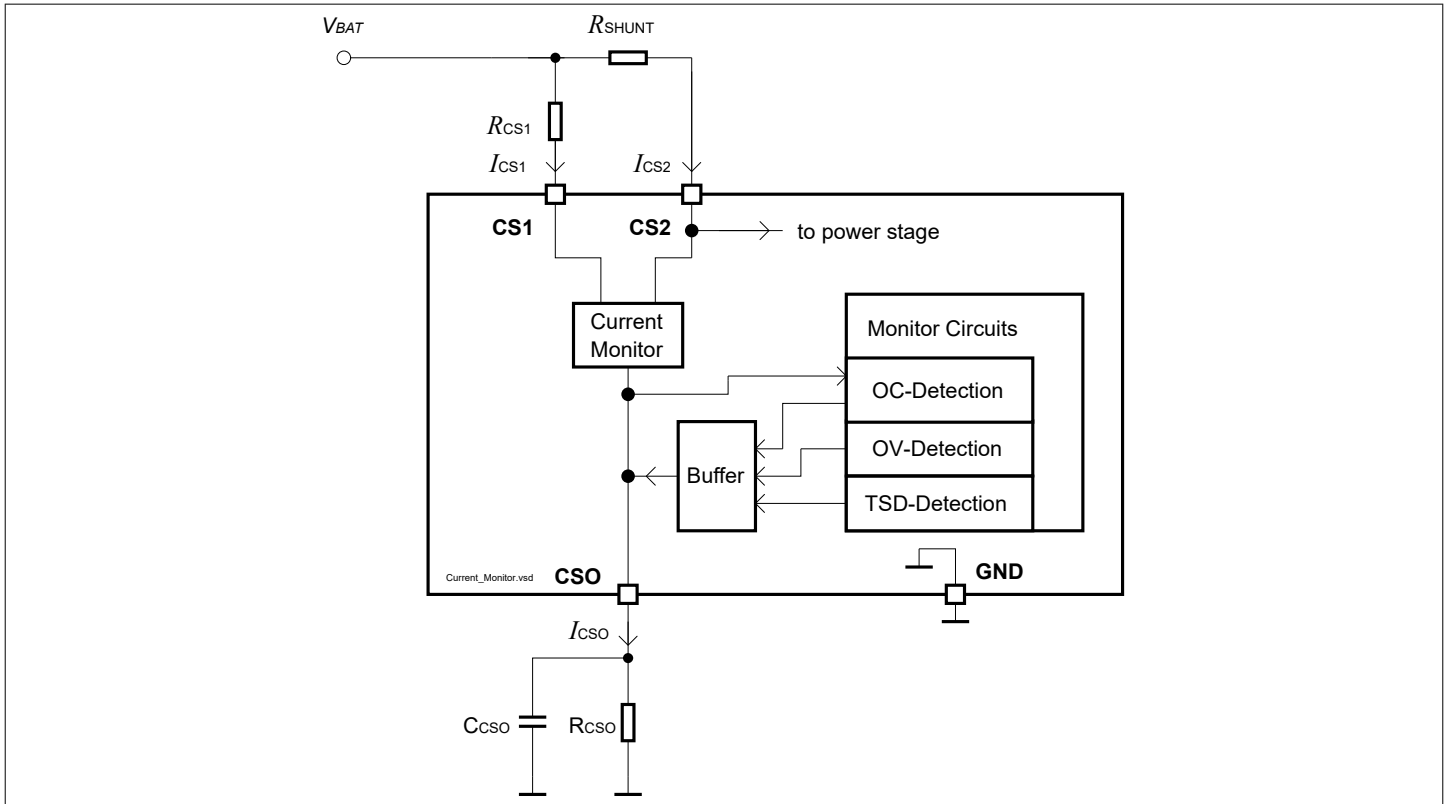 VBAT
RSHUNT
RCS1
ICS1
ICS2
CS1
CS2
to power stage
Current
Monitor
Monitor Circuits
OC-Detection
OV-Detection
TSD-Detection
Buffer
Current_Monitor.vsd
CSO
GND
ICSO
CCSO
RCSO